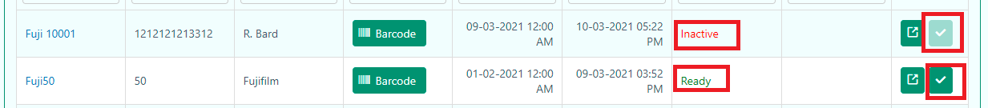 Fuji 10001 1212121213312 R. Bard Barcode 09-03-2021 12:00 AM 10-03-2021 05:22 PM Inactive
Fuji50 50 Fujifilm Barcode 01-02-2021 12:00 AM 09-03-2021 03:52 PM Ready